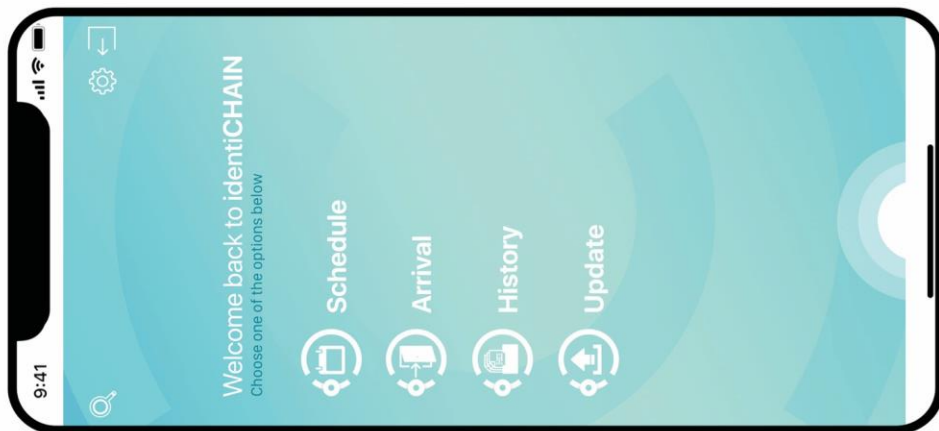 9:41
Welcome back to identiCHAIN
Choose one of the options below
Schedule
Arrival
History
Update